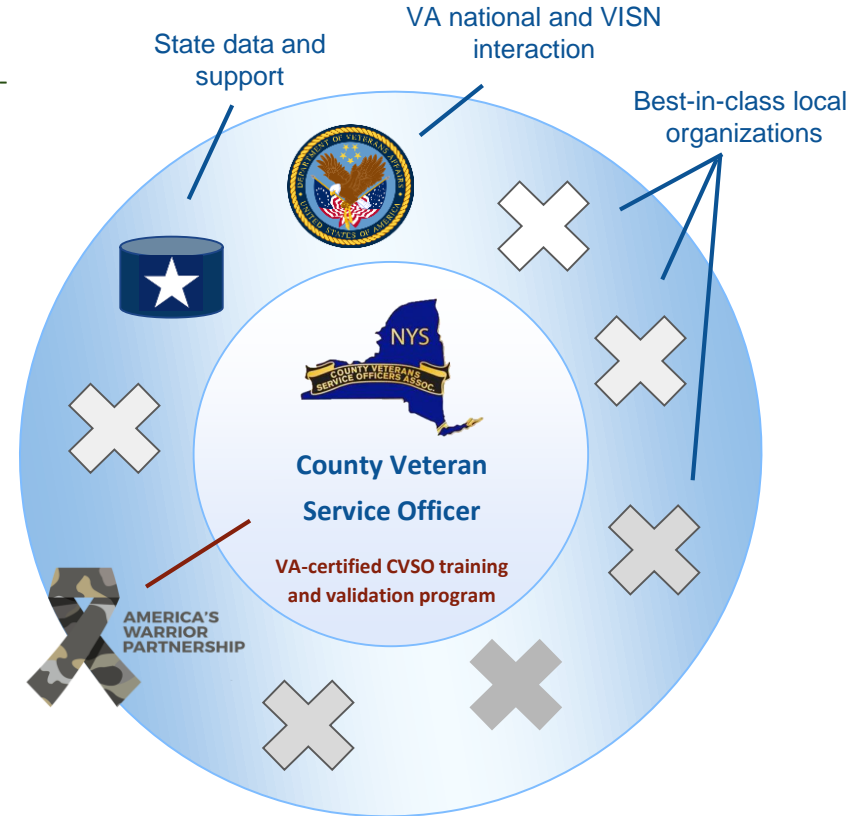 VA national and VISN
interaction
State data and
support
Best-in-class local
organizations
DEPARTMENT OF VETERANS AFFAIRS
UNITED STATES OF AMERICA
NYS
COUNTY VETERANS
SERVICE OFFICERS ASSOC.
County Veteran
Service Officer
VA-certified CVSO training
and validation program
AMERICA'S
WARRIOR
PARTNERSHIP